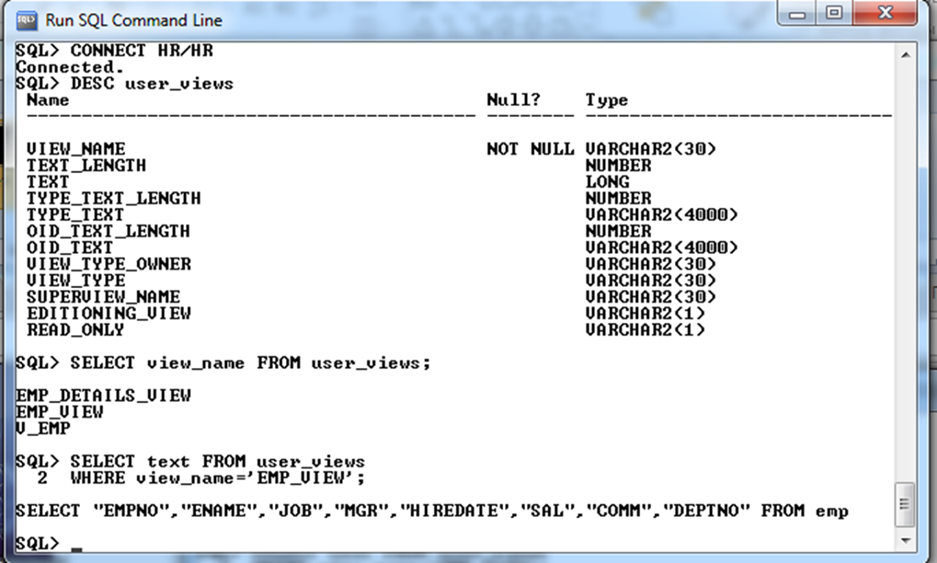 Run SQL Command Line
SQL> CONNECT HR/HR
Connected.
SQL> DESC user_views
Name Null? Type
----------------------------------------- -------- ----------------------------
VIEW_NAME NOT NULL VARCHAR2(30)
TEXT_LENGTH NUMBER
TEXT LONG
TYPE_TEXT_LENGTH NUMBER
TYPE_TEXT VARCHAR2(4000)
OID_TEXT_LENGTH NUMBER
OID_TEXT VARCHAR2(4000)
VIEW_TYPE_OWNER VARCHAR2(30)
VIEW_TYPE VARCHAR2(30)
SUPERVIEW_NAME VARCHAR2(30)
EDITIONING_VIEW VARCHAR2(1)
READ_ONLY VARCHAR2(1)
SQL> SELECT view_name FROM user_views;
EMP_DETAILS_VIEW
EMP_VIEW
V_EMP
SQL> SELECT text FROM user_views
2 WHERE view_name='EMP_VIEW';
SELECT "EMPNO","ENAME","JOB","MGR","HIREDATE","SAL","COMM","DEPTNO" FROM emp
SQL> _